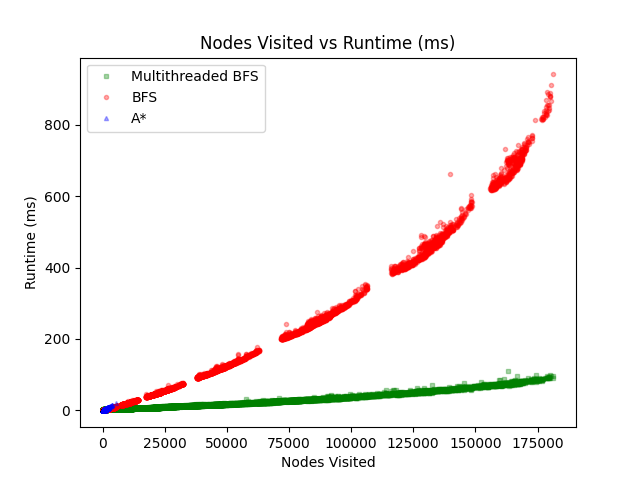 Nodes Visited vs Runtime (ms)
Multithreaded BFS
BFS
A*
800
600
400
200
0
Runtime (ms)
0 25000 50000 75000 100000 125000 150000 175000
Nodes Visited